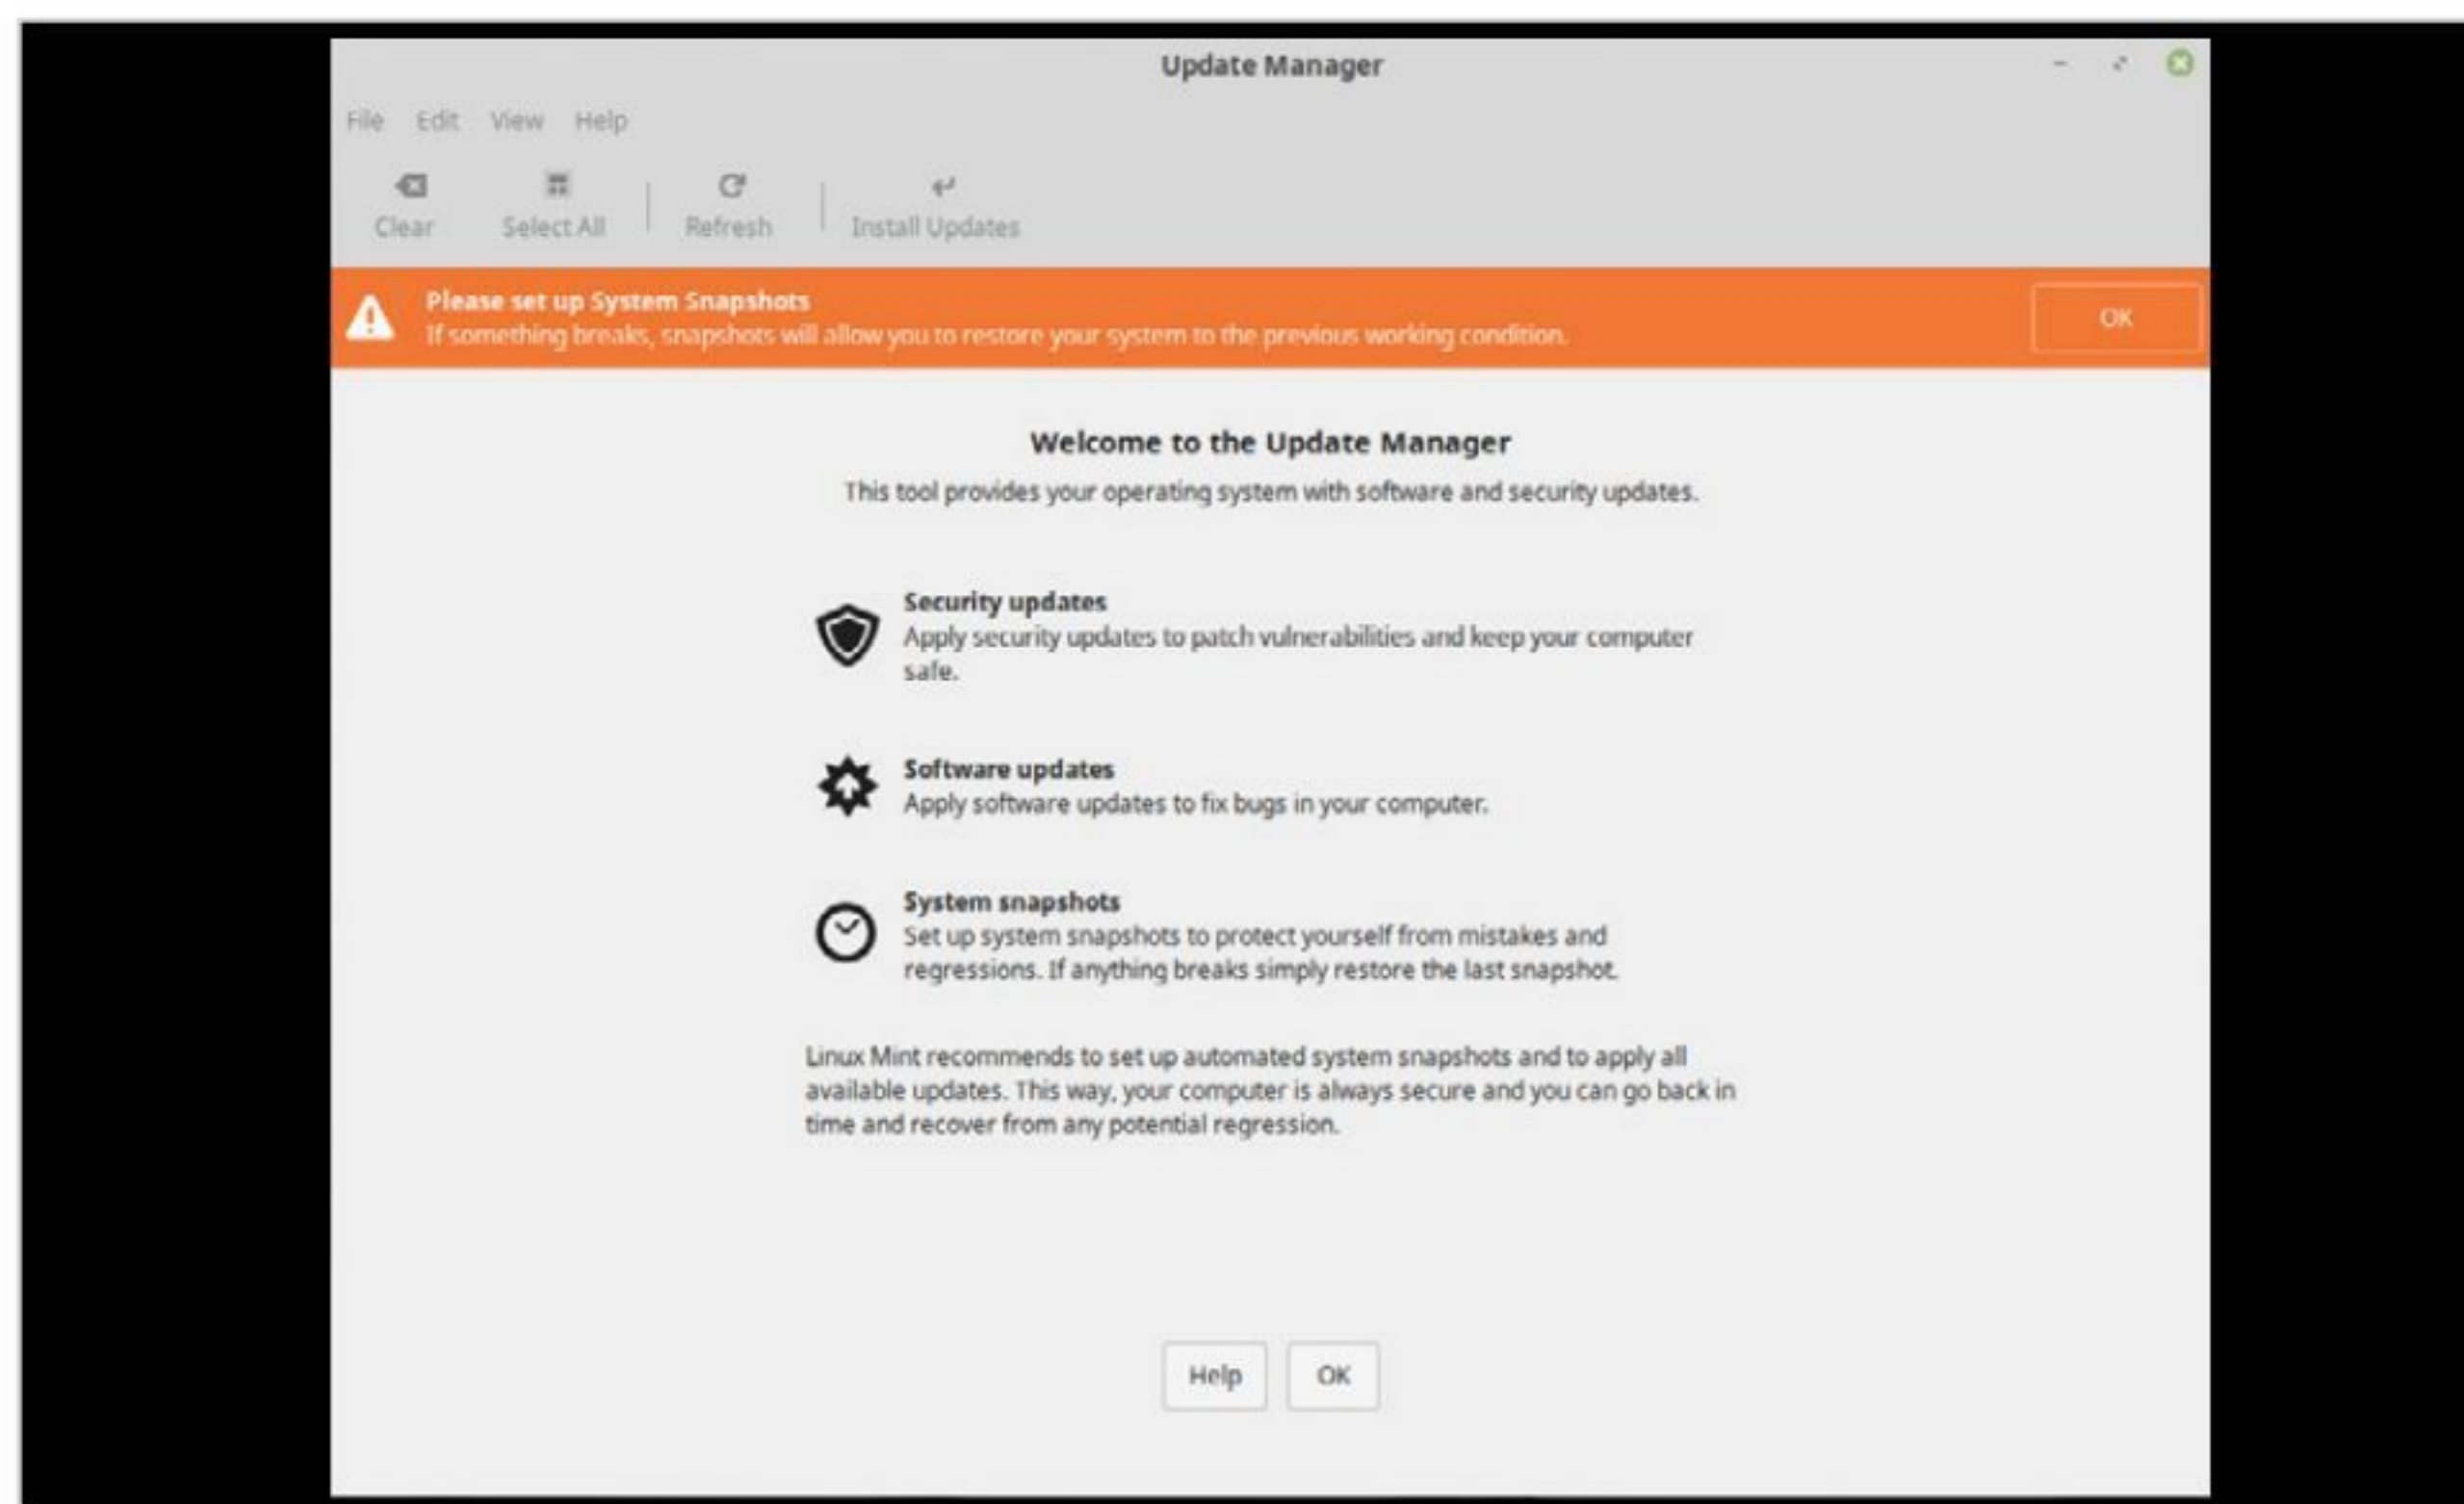 Update Manager
File Edit View Help
Clear Select All Refresh Install Updates
Please set up System Snapshots
If something breaks, snapshots will allow you to restore your system to the previous working condition.
OK
Welcome to the Update Manager
This tool provides your operating system with software and security updates.
Security updates
Apply security updates to patch vulnerabilities and keep your computer
safe.
Software updates
Apply software updates to fix bugs in your computer.
System snapshots
Set up system snapshots to protect yourself from mistakes and
regressions. If anything breaks simply restore the last snapshot.
Linux Mint recommends to set up automated system snapshots and to apply all
available updates. This way, your computer is always secure and you can go back in
time and recover from any potential regression.
Help OK